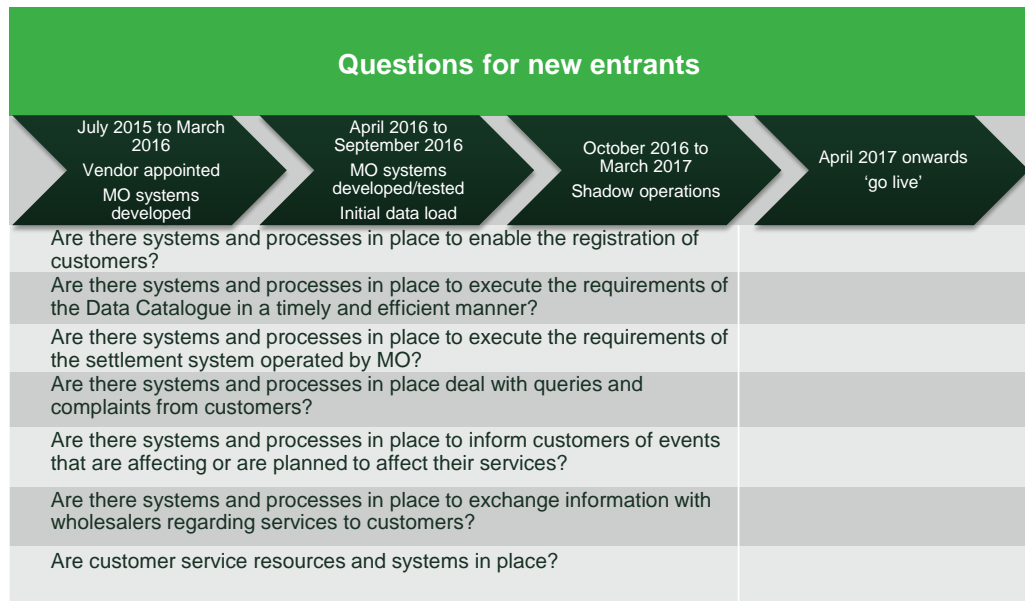 Questions for new entrants
July 2015 to March
2016
Vendor appointed
MO systems
developed
April 2016 to
September 2016
MO systems
developed/tested
Initial data load
October 2016 to
March 2017
Shadow operations
April 2017 onwards
‘go live’
Are there systems and processes in place to enable the registration of
customers?
Are there systems and processes in place to execute the requirements of
the Data Catalogue in a timely and efficient manner?
Are there systems and processes in place to execute the requirements of
the settlement system operated by MO?
Are there systems and processes in place deal with queries and
complaints from customers?
Are there systems and processes in place to inform customers of events
that are affecting or are planned to affect their services?
Are there systems and processes in place to exchange information with
wholesalers regarding services to customers?
Are customer service resources and systems in place?